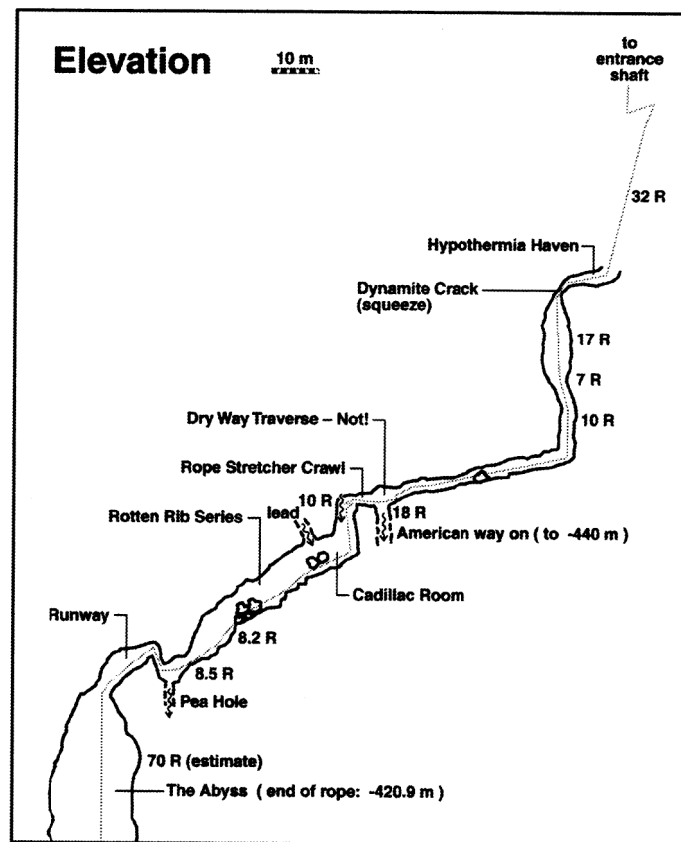 Elevation
10 m
to
entrance
shaft
32 R
Hypothermia Haven
Dynamite Crack
(squeeze)
17 R
7 R
10 R
Dry Way Traverse – Not!
Rope Stretcher Crawl
10 R
lead
18 R
Rotten Rib Series
American way on ( to -440 m )
Cadillac Room
Runway
8.2 R
8.5 R
Pea Hole
70 R (estimate)
The Abyss ( end of rope: -420.9 m )